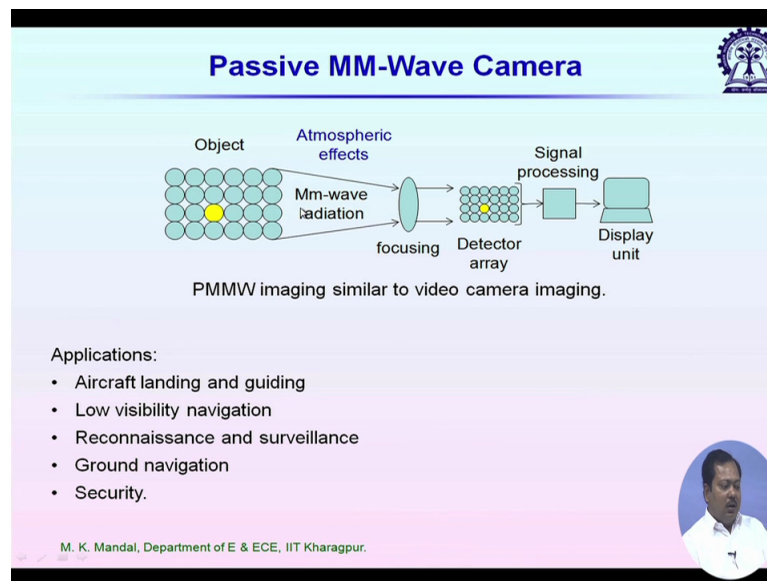 Passive MM-Wave Camera
Object
Atmospheric
effects
Mm-wave
radiation
focusing
Detector
array
Signal
processing
Display
unit
PMMW imaging similar to video camera imaging.
Applications:
• Aircraft landing and guiding
• Low visibility navigation
• Reconnaissance and surveillance
• Ground navigation
• Security.
M. K. Mandal, Department of E & ECE, IIT Kharagpur.